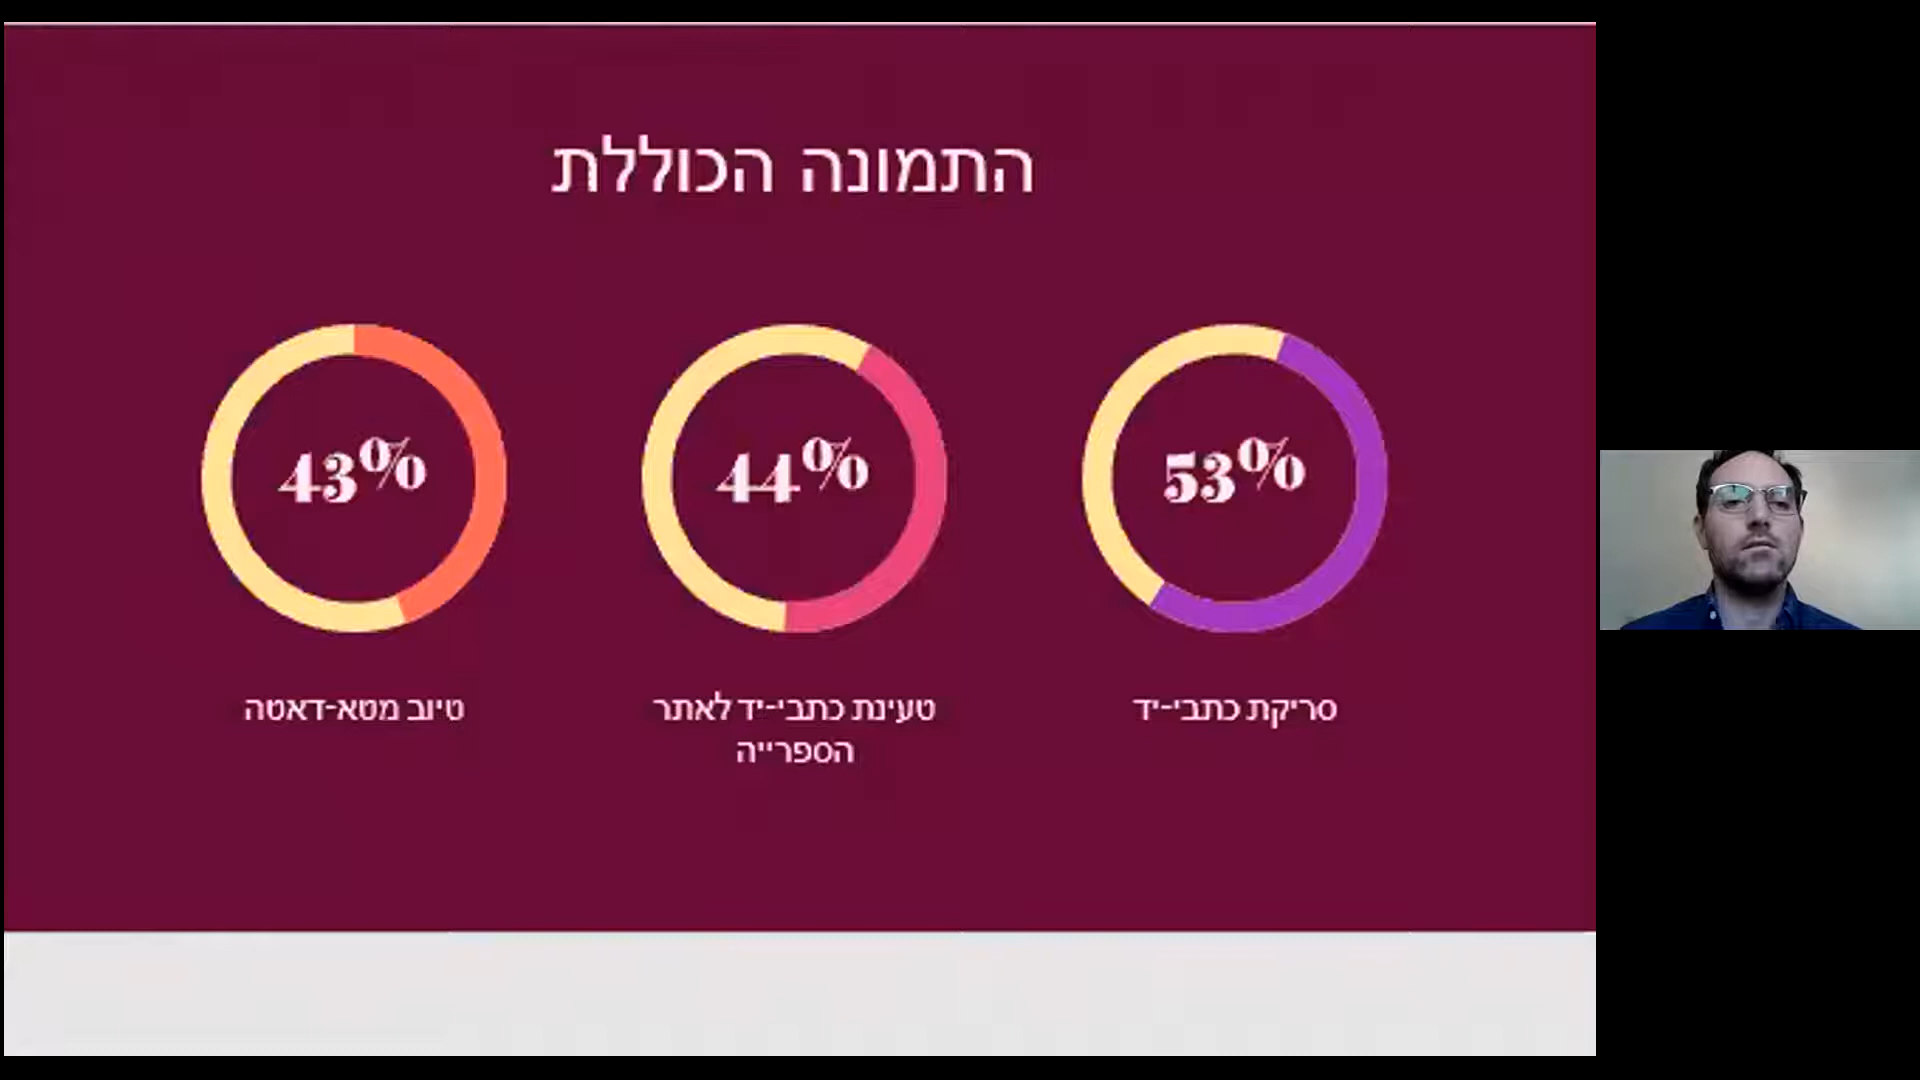 התמונה הכוללת
53%
44%
43%
סריקת כתבי-יד
טעינת כתבי-יד לאתר
הספרייה
טיוב מטא-דאטה